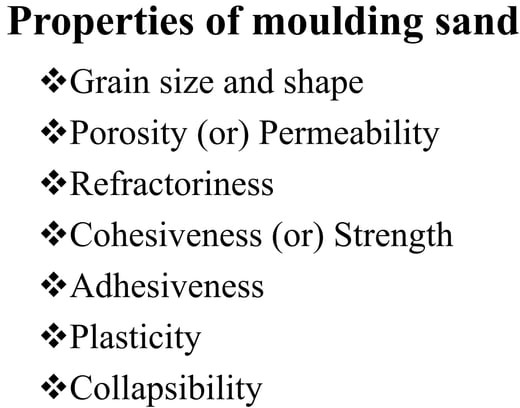 Properties of moulding sand
❖Grain size and shape
❖Porosity (or) Permeability
❖Refractoriness
❖Cohesiveness (or) Strength
❖Adhesiveness
❖Plasticity
❖Collapsibility